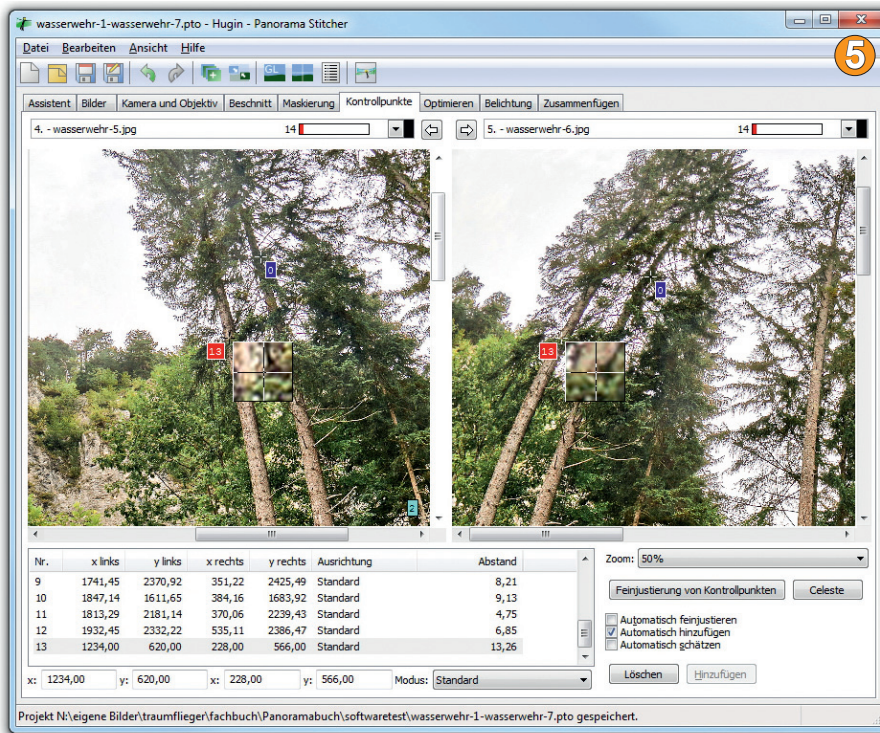 wasserwehr-1-wasserwehr-7.pto - Hugin - Panorama Stitcher
5
Datei Bearbeiten Ansicht Hilfe
GL
Assistent Bilder Kamera und Objektiv Beschnitt Maskierung Kontrollpunkte Optimieren Belichtung Zusammenfügen
4. - wasserwehr-5.jpg 14 5. - wasserwehr-6.jpg 14
0 0
13 13
2
Nr. x links y links x rechts y rechts Ausrichtung Abstand
9 1741,45 2370,92 351,22 2425,49 Standard 8,21
10 1847,14 1611,65 384,16 1683,92 Standard 9,13
11 1813,29 2181,14 370,06 2239,43 Standard 4,75
12 1932,45 2332,22 535,11 2386,47 Standard 6,85
13 1234,00 620,00 228,00 566,00 Standard 13,26
x: 1234,00 y: 620,00 x: 228,00 y: 566,00 Modus: Standard
Zoom: 50%
Feinjustierung von Kontrollpunkten Celeste
Automatisch feinjustieren
Automatisch hinzufügen
Automatisch schätzen
Löschen Hinzufügen
Projekt N:\eigene Bilder\traumflieger\fachbuch\Panoramabuch\softwaretest\wasserwehr-1-wasserwehr-7.pto gespeichert.